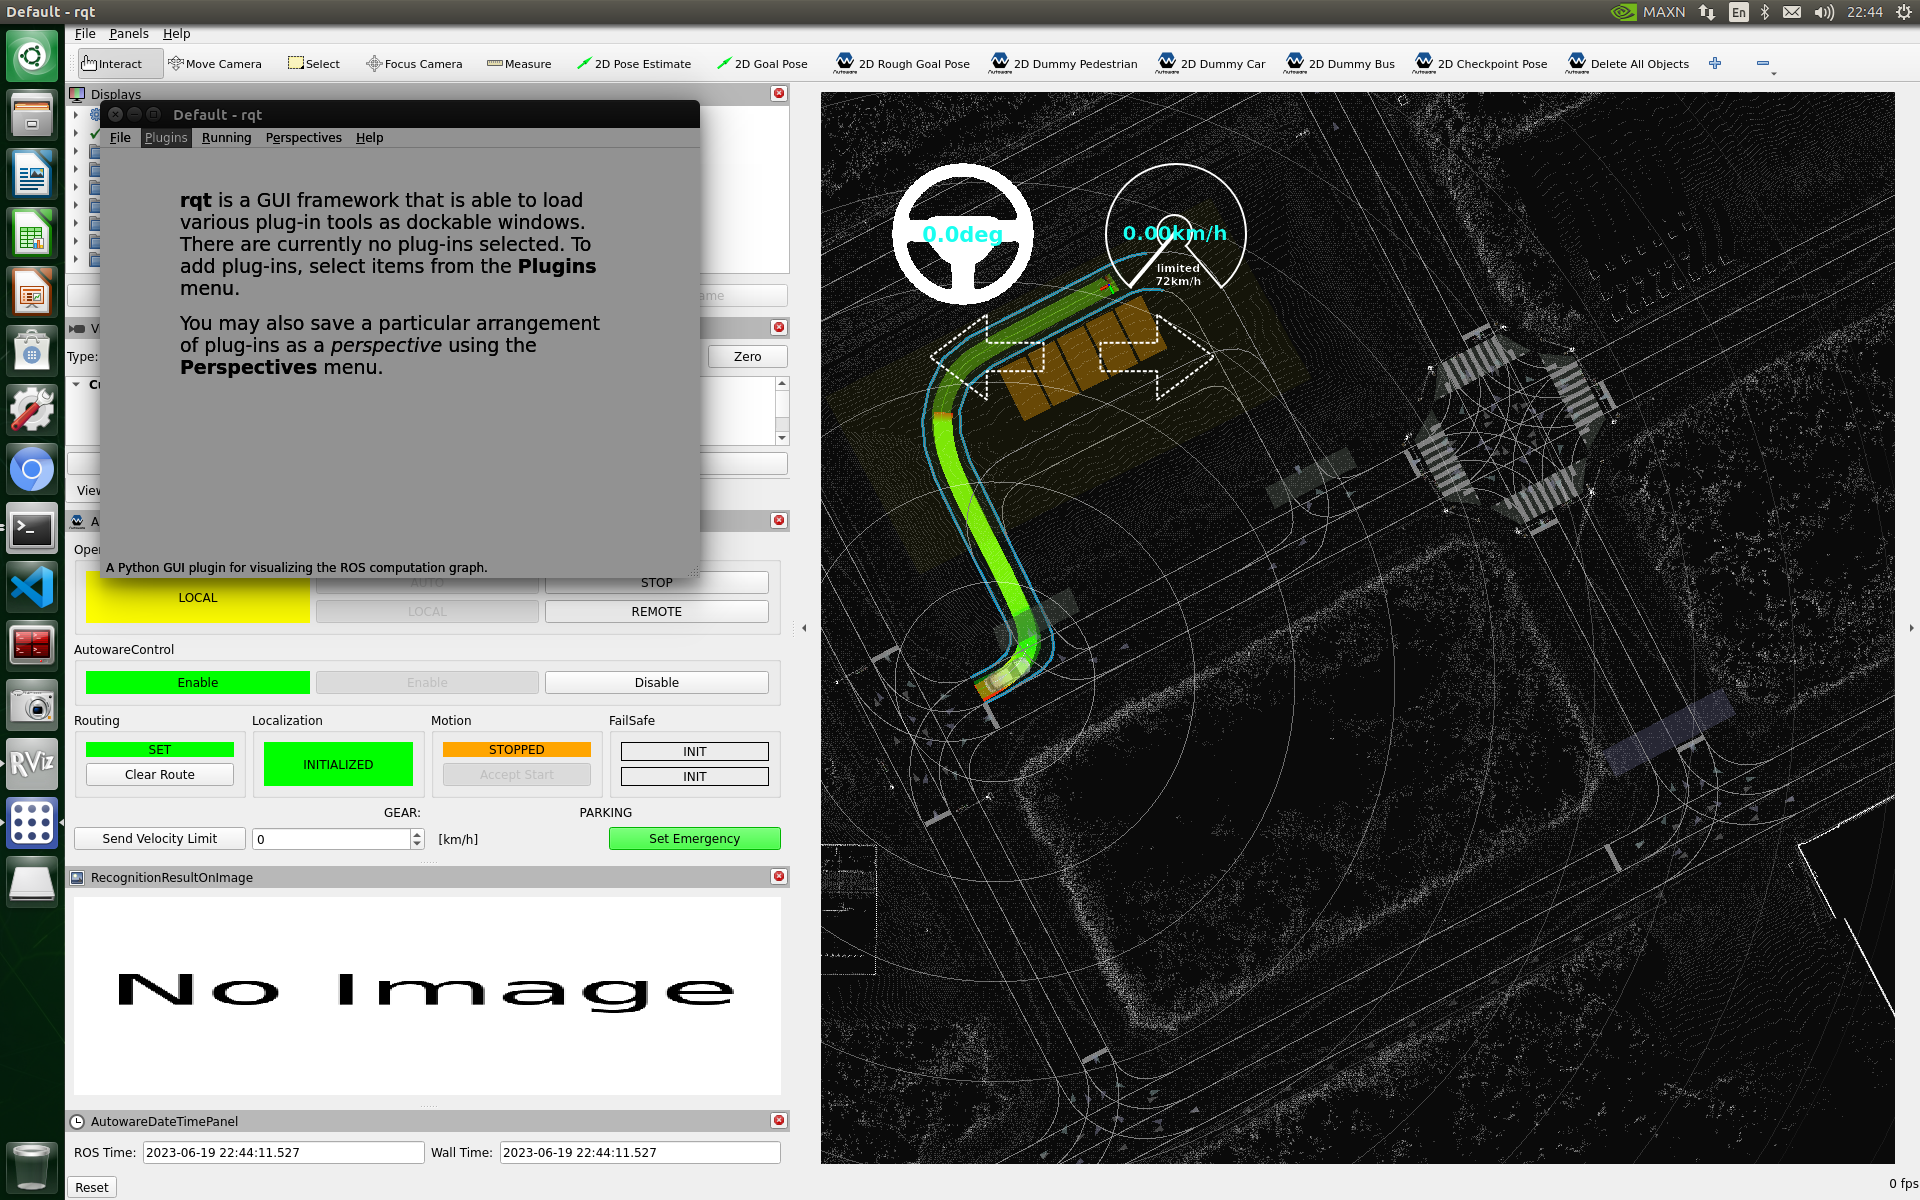 Default - rqt
MAXN
En
22:44
File Panels Help
Interact
Move Camera
Select
Focus Camera
Measure
2D Pose Estimate
2D Goal Pose
2D Rough Goal Pose
2D Dummy Pedestrian
2D Dummy Car
2D Dummy Bus
2D Checkpoint Pose
Delete All Objects
Displays
Default - rqt
File Plugins Running Perspectives Help
rqt is a GUI framework that is able to load
various plug-in tools as dockable windows.
There are currently no plug-ins selected. To
add plug-ins, select items from the Plugins
menu.
You may also save a particular arrangement
of plug-ins as a perspective using the
Perspectives menu.
A Python GUI plugin for visualizing the ROS computation graph.
Type:
Zero
LOCAL
AUTO
STOP
LOCAL
REMOTE
AutowareControl
Enable
Enable
Disable
Routing
Localization
Motion
FailSafe
SET
Clear Route
INITIALIZED
STOPPED
Accept Start
INIT
INIT
GEAR:
PARKING
Send Velocity Limit
0
[km/h]
Set Emergency
RecognitionResultOnImage
No Image
AutowareDateTimePanel
ROS Time: 2023-06-19 22:44:11.527
Wall Time: 2023-06-19 22:44:11.527
Reset
0.0deg
0.00km/h
limited
72km/h
RViz
0 fps